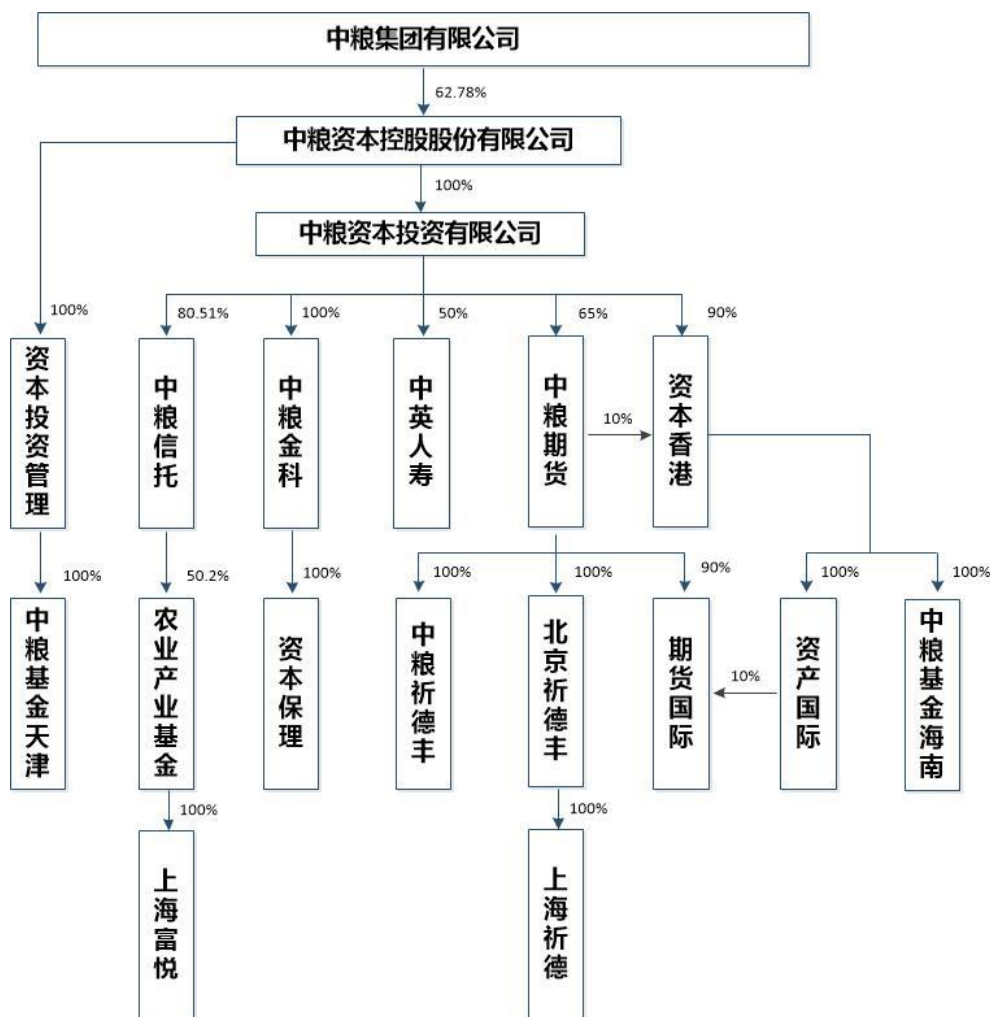 中粮集团有限公司
62.78%
中粮资本控股股份有限公司
100%
中粮资本投资有限公司
100%
80.51%
100%
50%
65%
90%
资本投资管理
中粮信托
中粮金科
中英人寿
中粮期货
10%
资本香港
100%
50.2%
100%
100%
100%
90%
100%
100%
中粮基金天津
农业产业基金
资本保理
中粮祈德丰
北京祈德丰
期货国际
10%
资产国际
中粮基金海南
100%
100%
上海富悦
上海祈德